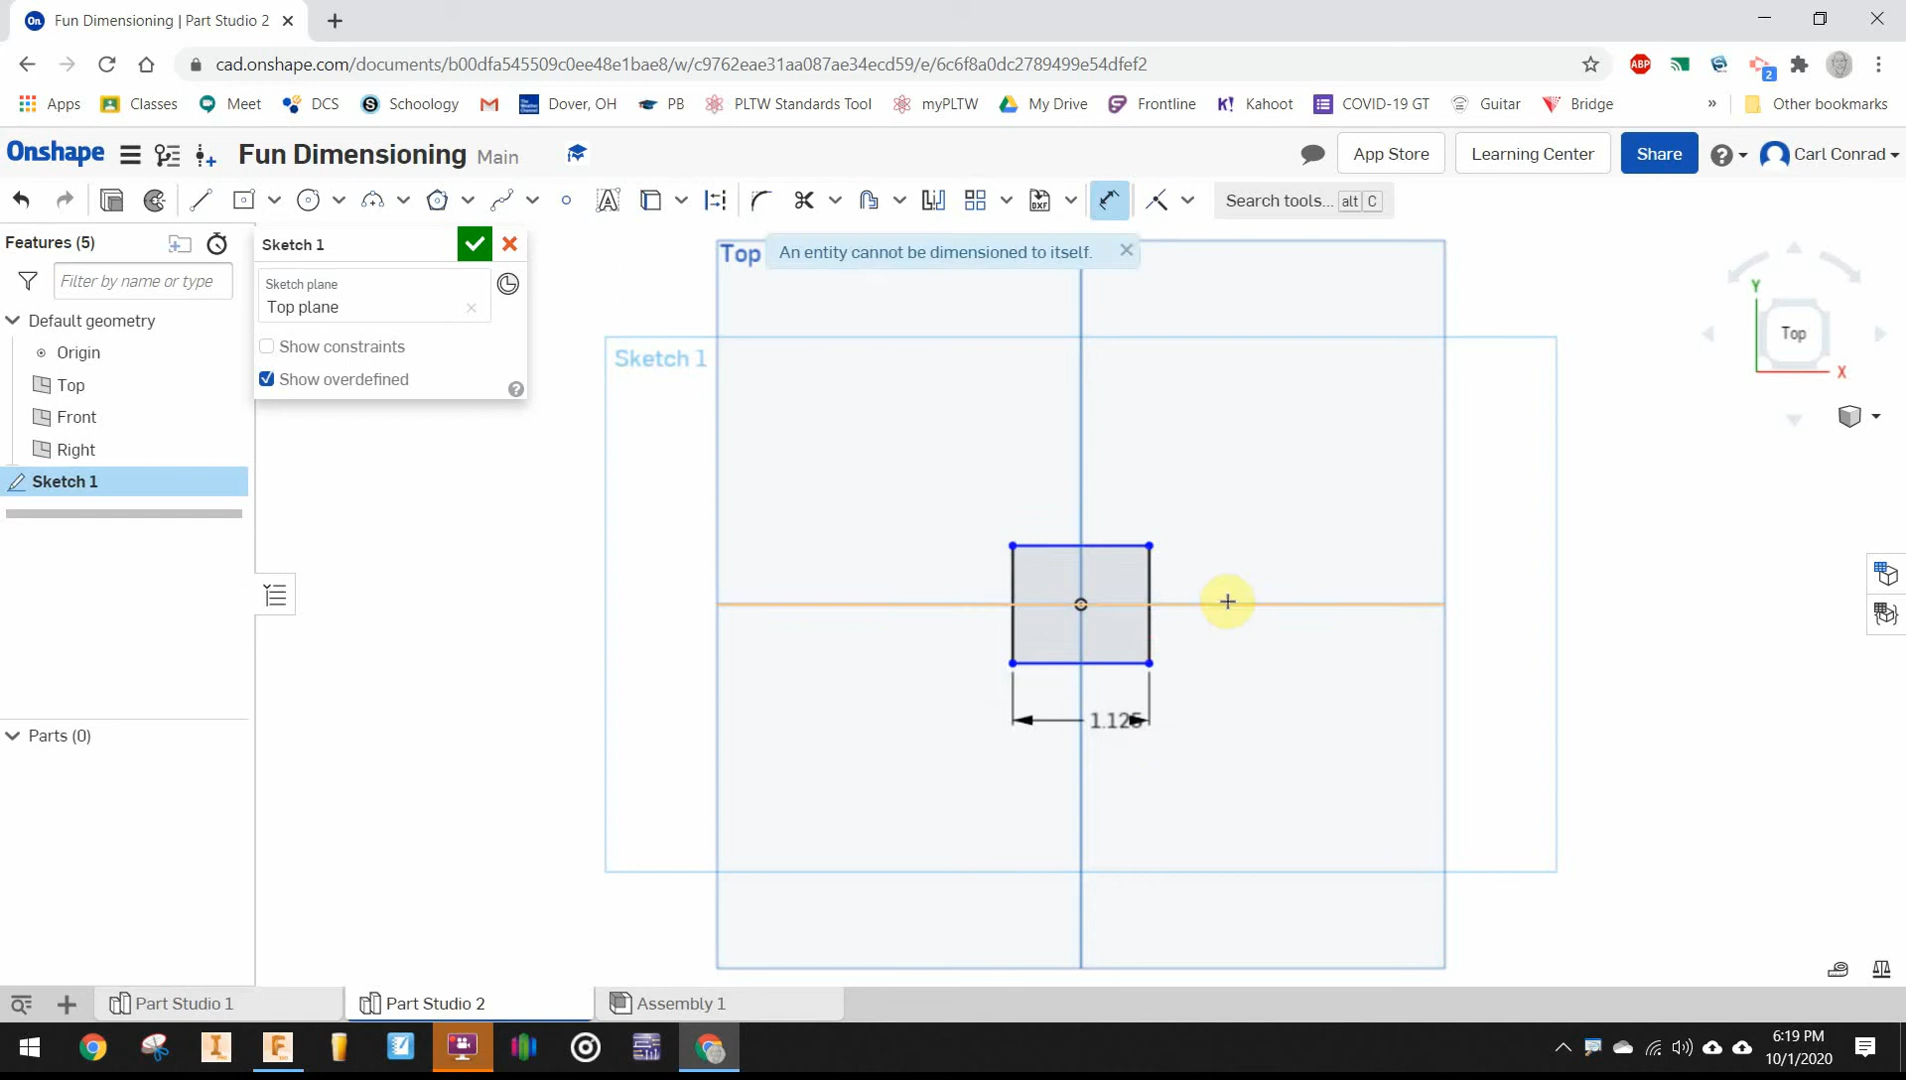 Fun Dimensioning | Part Studio 2
cad.onshape.com/documents/b00dfa545509c0ee48e1bae8/w/c9762eae31aa087ae34ecd59/e/6c6f8a0dc2789499e54dfef2
ABP
2
Apps
Classes
Meet
DCS
Schoology
Dover, OH
PB
PLTW Standards Tool
myPLTW
My Drive
Frontline
Kahoot
COVID-19 GT
Guitar
Bridge
»
Other bookmarks
Onshape
Fun Dimensioning Main
App Store
Learning Center
Share
Carl Conrad
Search tools... alt C
Features (5)
Filter by name or type
Default geometry
Origin
Top
Front
Right
Sketch 1
Parts (0)
Sketch 1
Sketch plane
Top plane
Show constraints
Show overdefined
Top
An entity cannot be dimensioned to itself.
Sketch 1
1.125
Y
Top
X
Part Studio 1
Part Studio 2
Assembly 1
6:19 PM
10/1/2020